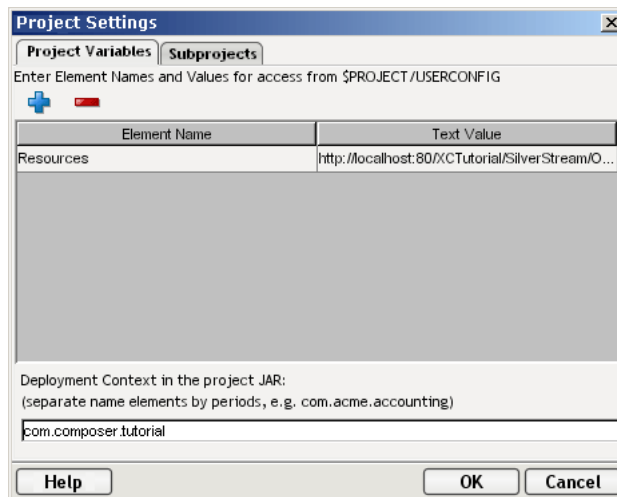 Project Settings
Project Variables Subprojects
Enter Element Names and Values for access from $PROJECT/USERCONFIG
Element Name Text Value
Resources http://localhost:80/XCTutorial/SilverStream/O...
Deployment Context in the project JAR:
(separate name elements by periods, e.g. com.acme.accounting)
com.composer.tutorial
Help OK Cancel